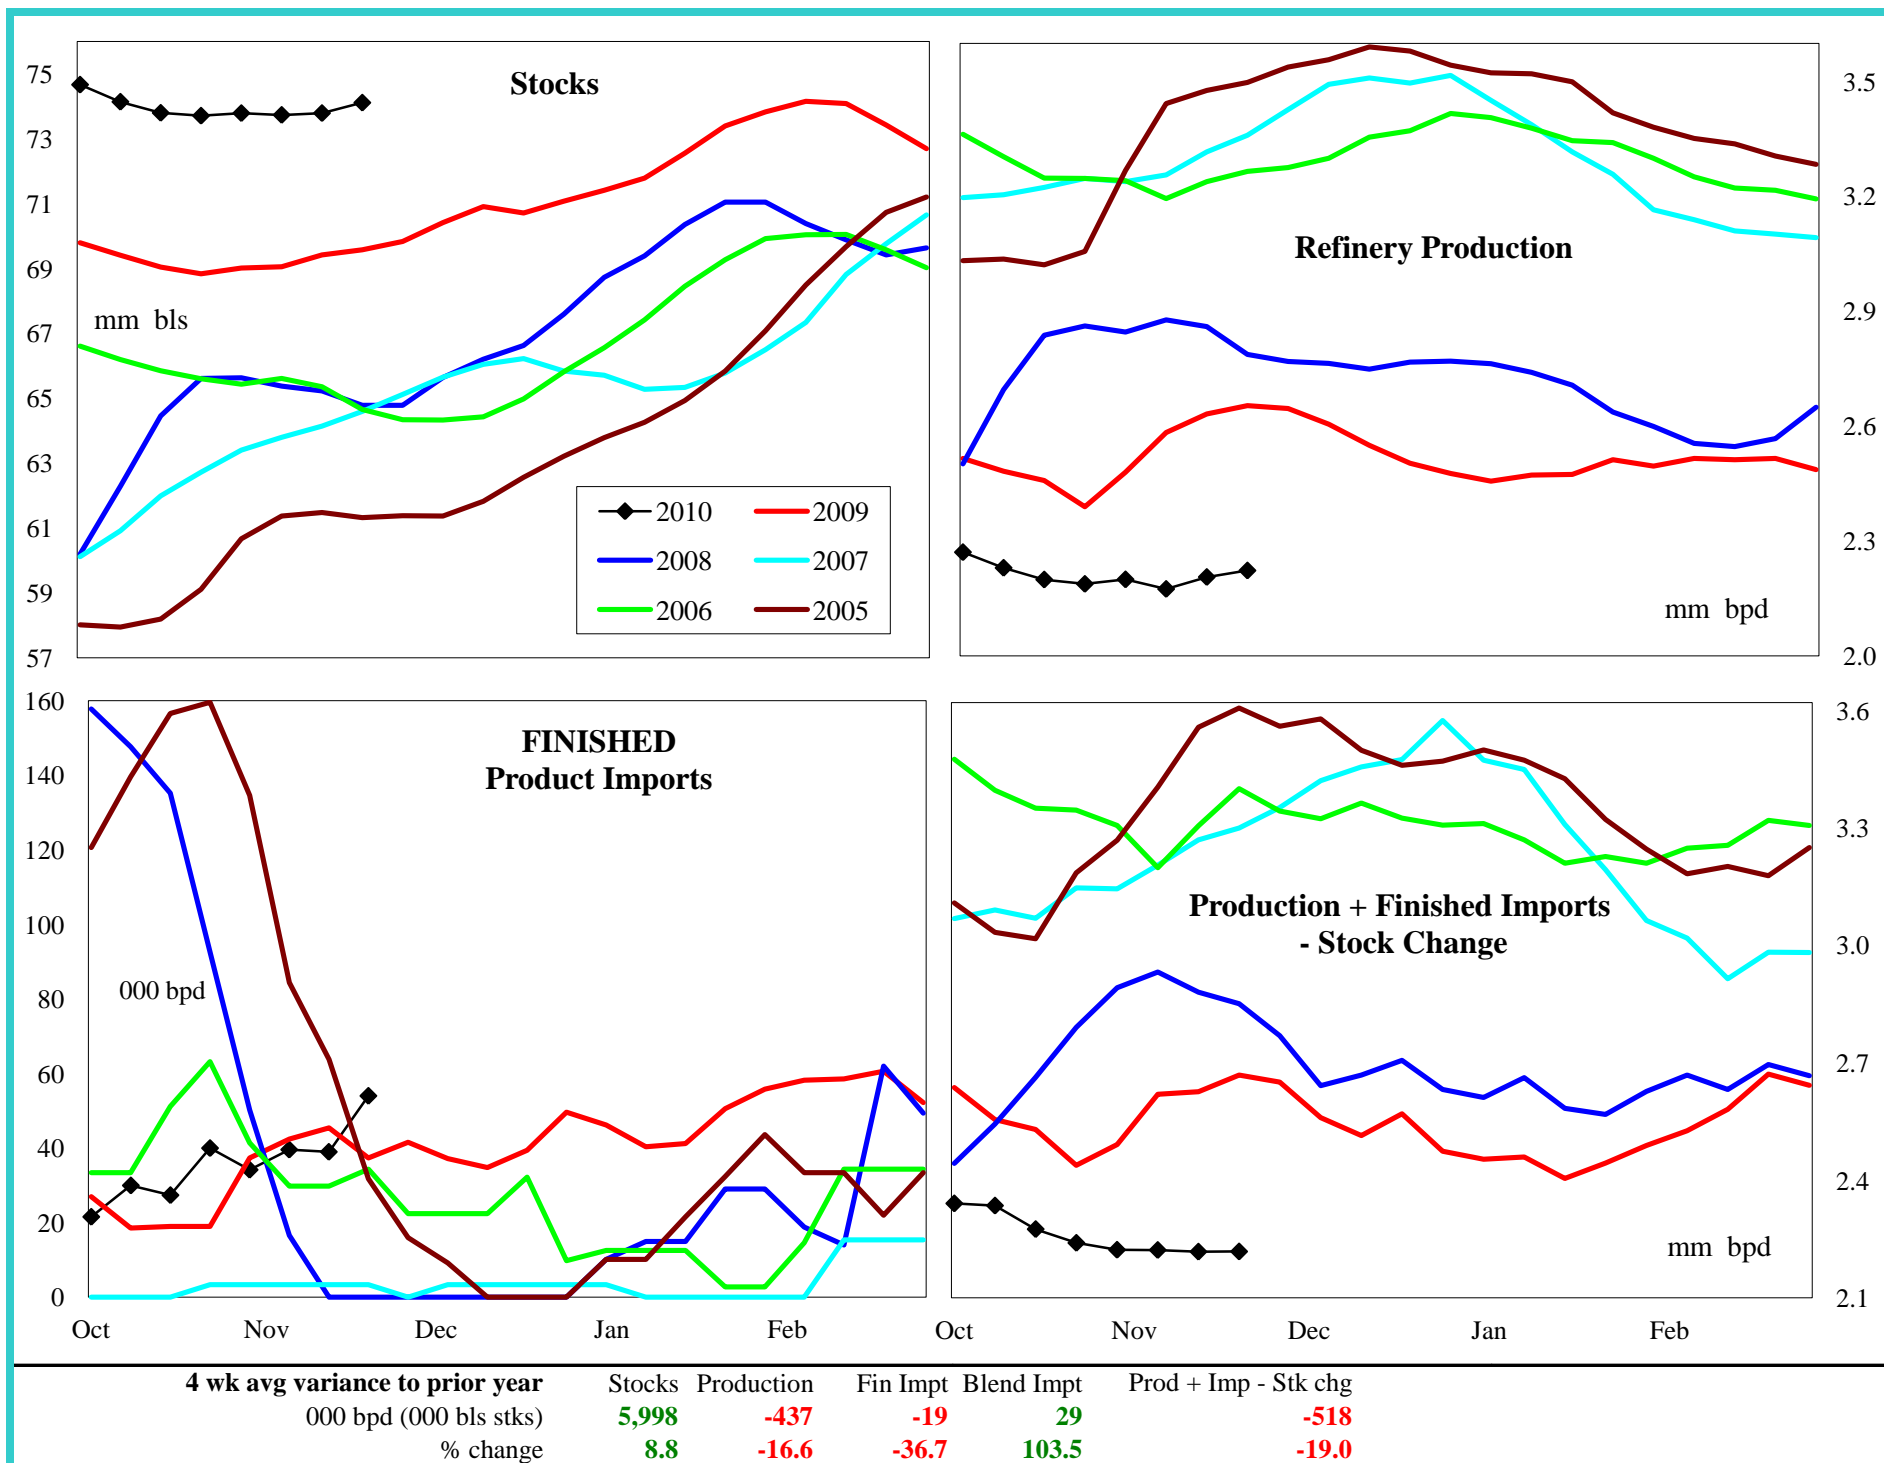 Stocks
75
73
71
69
67
65
63
61
59
57
mm bls
2010 2009
2008 2007
2006 2005
Refinery Production
3.5
3.2
2.9
2.6
2.3
2.0
mm bpd
FINISHED
Product Imports
160
140
120
100
80
60
40
20
0
000 bpd
Oct Nov Dec Jan Feb
Production + Finished Imports
- Stock Change
3.6
3.3
3.0
2.7
2.4
2.1
mm bpd
Oct Nov Dec Jan Feb
4 wk avg variance to prior year Stocks Production Fin Impt Blend Impt Prod + Imp - Stk chg
000 bpd (000 bls stks) 5,998 -437 -19 29 -518
% change 8.8 -16.6 -36.7 103.5 -19.0